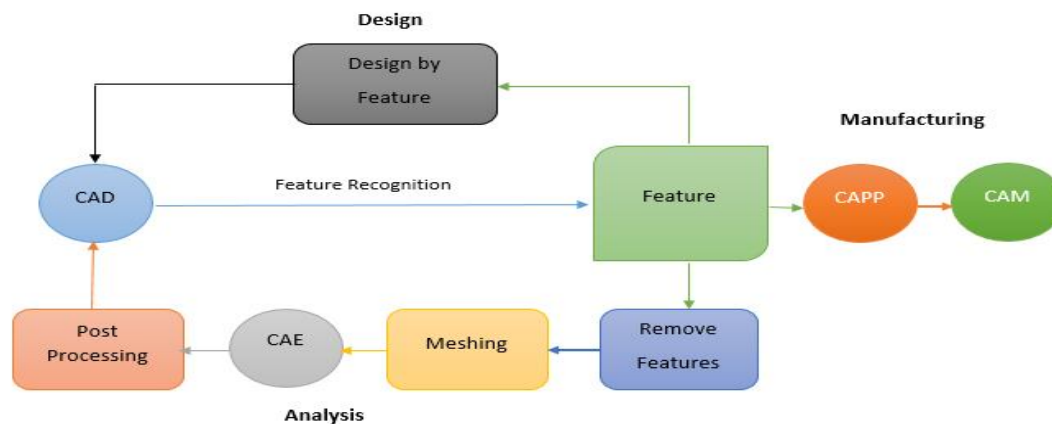 Design
Design by
Feature
Manufacturing
CAD
Feature Recognition
Feature
CAPP
CAM
Post
Processing
CAE
Meshing
Remove
Features
Analysis